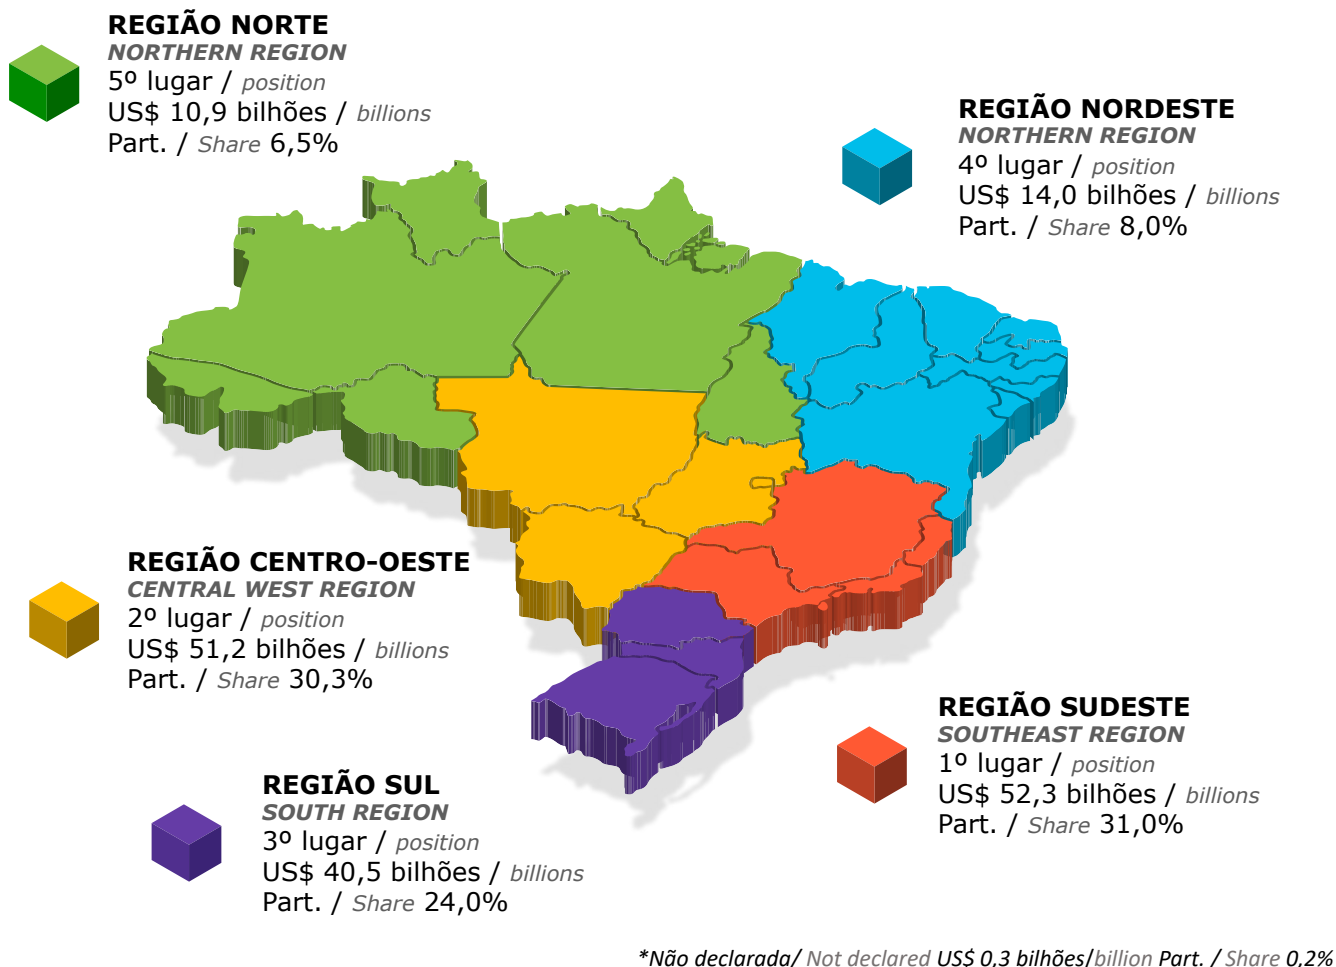 REGIÃO NORTE
NORTHERN REGION
5º lugar / position
US$ 10,9 bilhões / billions
Part. / Share 6,5%
REGIÃO NORDESTE
NORTHERN REGION
4º lugar / position
US$ 14,0 bilhões / billions
Part. / Share 8,0%
REGIÃO CENTRO-OESTE
CENTRAL WEST REGION
2º lugar / position
US$ 51,2 bilhões / billions
Part. / Share 30,3%
REGIÃO SUDESTE
SOUTHEAST REGION
1º lugar / position
US$ 52,3 bilhões / billions
Part. / Share 31,0%
REGIÃO SUL
SOUTH REGION
3º lugar / position
US$ 40,5 bilhões / billions
Part. / Share 24,0%
*Não declarada/ Not declared US$ 0,3 bilhões/billion Part. / Share 0,2%